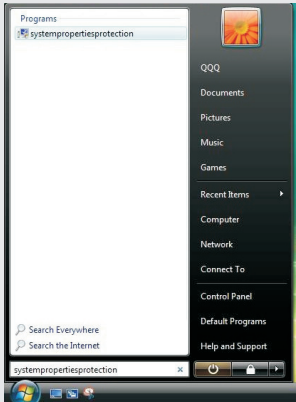 Programs
systempropertiesprotection
Search Everywhere
Search the Internet
systempropertiesprotection
QQQ
Documents
Pictures
Music
Games
Recent Items
Computer
Network
Connect To
Control Panel
Default Programs
Help and Support